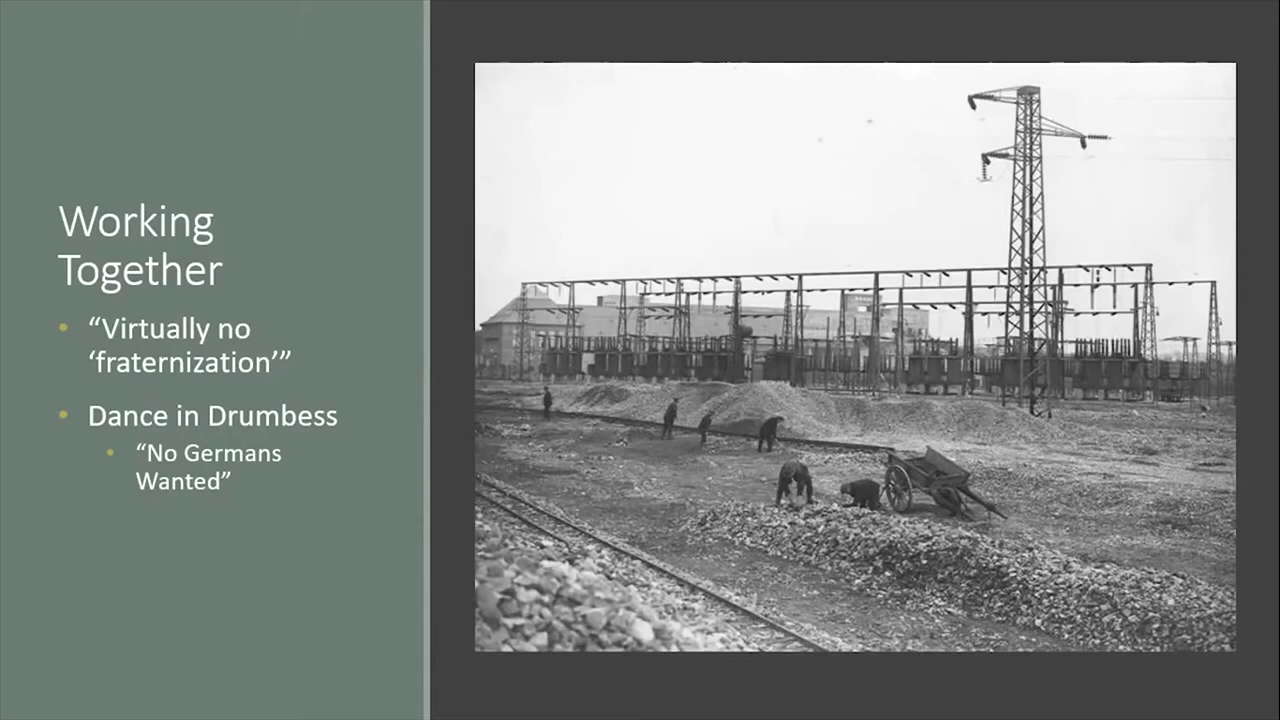 Working
Together
• “Virtually no
‘fraternization’”
• Dance in Drumbess
• “No Germans
Wanted”